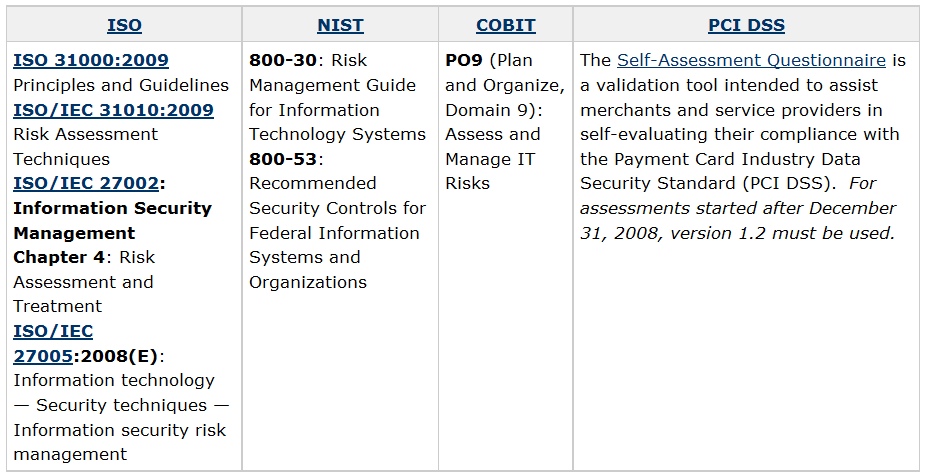 ISO
NIST
COBIT
PCI DSS
ISO 31000:2009
Principles and Guidelines
ISO/IEC 31010:2009
Risk Assessment
Techniques
ISO/IEC 27002:
Information Security
Management
Chapter 4: Risk
Assessment and
Treatment
ISO/IEC
27005:2008(E):
Information technology
— Security techniques —
Information security risk
management
800-30: Risk
Management Guide
for Information
Technology Systems
800-53:
Recommended
Security Controls for
Federal Information
Systems and
Organizations
PO9 (Plan
and Organize,
Domain 9):
Assess and
Manage IT
Risks
The Self-Assessment Questionnaire is
a validation tool intended to assist
merchants and service providers in
self-evaluating their compliance with
the Payment Card Industry Data
Security Standard (PCI DSS).  For
assessments started after December
31, 2008, version 1.2 must be used.